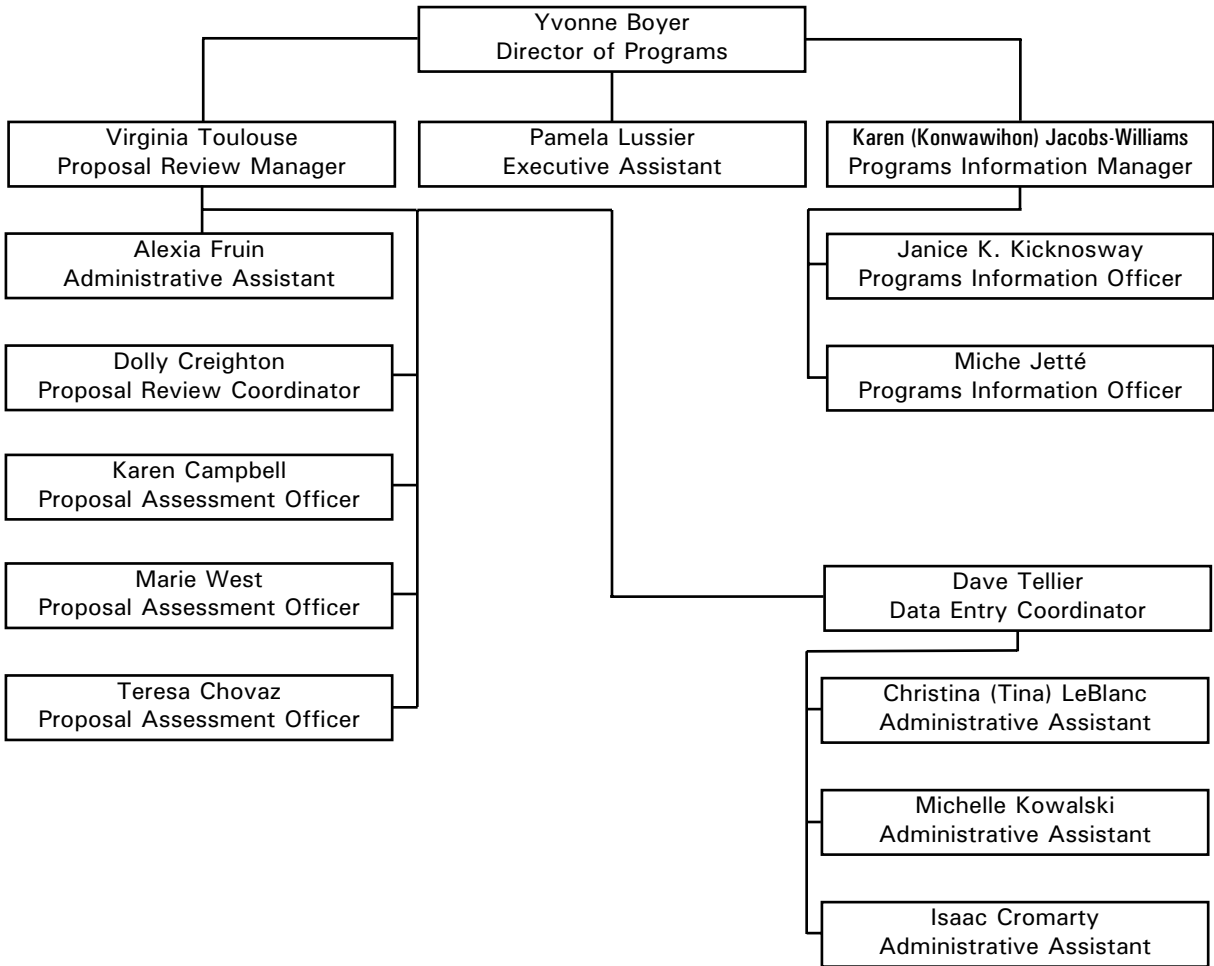 Yvonne Boyer
Director of Programs
Virginia Toulouse
Proposal Review Manager
Pamela Lussier
Executive Assistant
Karen (Konwawihon) Jacobs-Williams
Programs Information Manager
Alexia Fruin
Administrative Assistant
Janice K. Kicknosway
Programs Information Officer
Dolly Creighton
Proposal Review Coordinator
Miche Jetté
Programs Information Officer
Karen Campbell
Proposal Assessment Officer
Marie West
Proposal Assessment Officer
Dave Tellier
Data Entry Coordinator
Teresa Chovaz
Proposal Assessment Officer
Christina (Tina) LeBlanc
Administrative Assistant
Michelle Kowalski
Administrative Assistant
Isaac Cromarty
Administrative Assistant